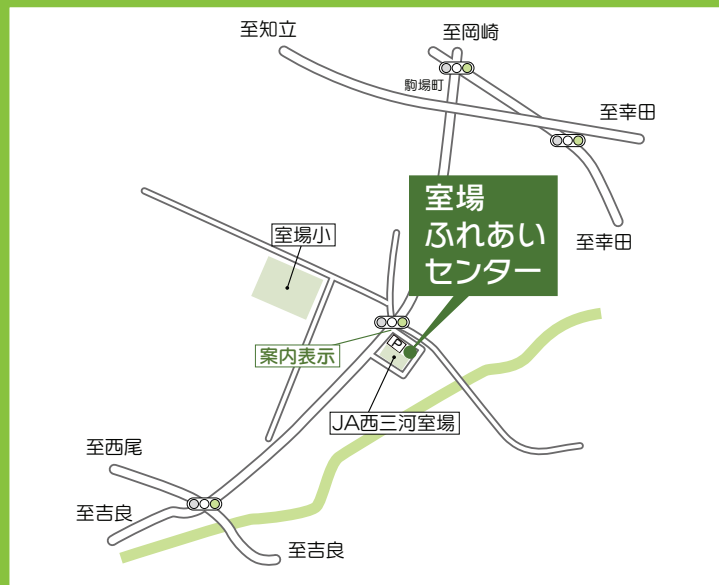 至知立
至岡崎
駒場町
至幸田
室場
ふれあい
センター
至幸田
室場小
案内表示
P
JA西三河室場
至西尾
至吉良
至吉良